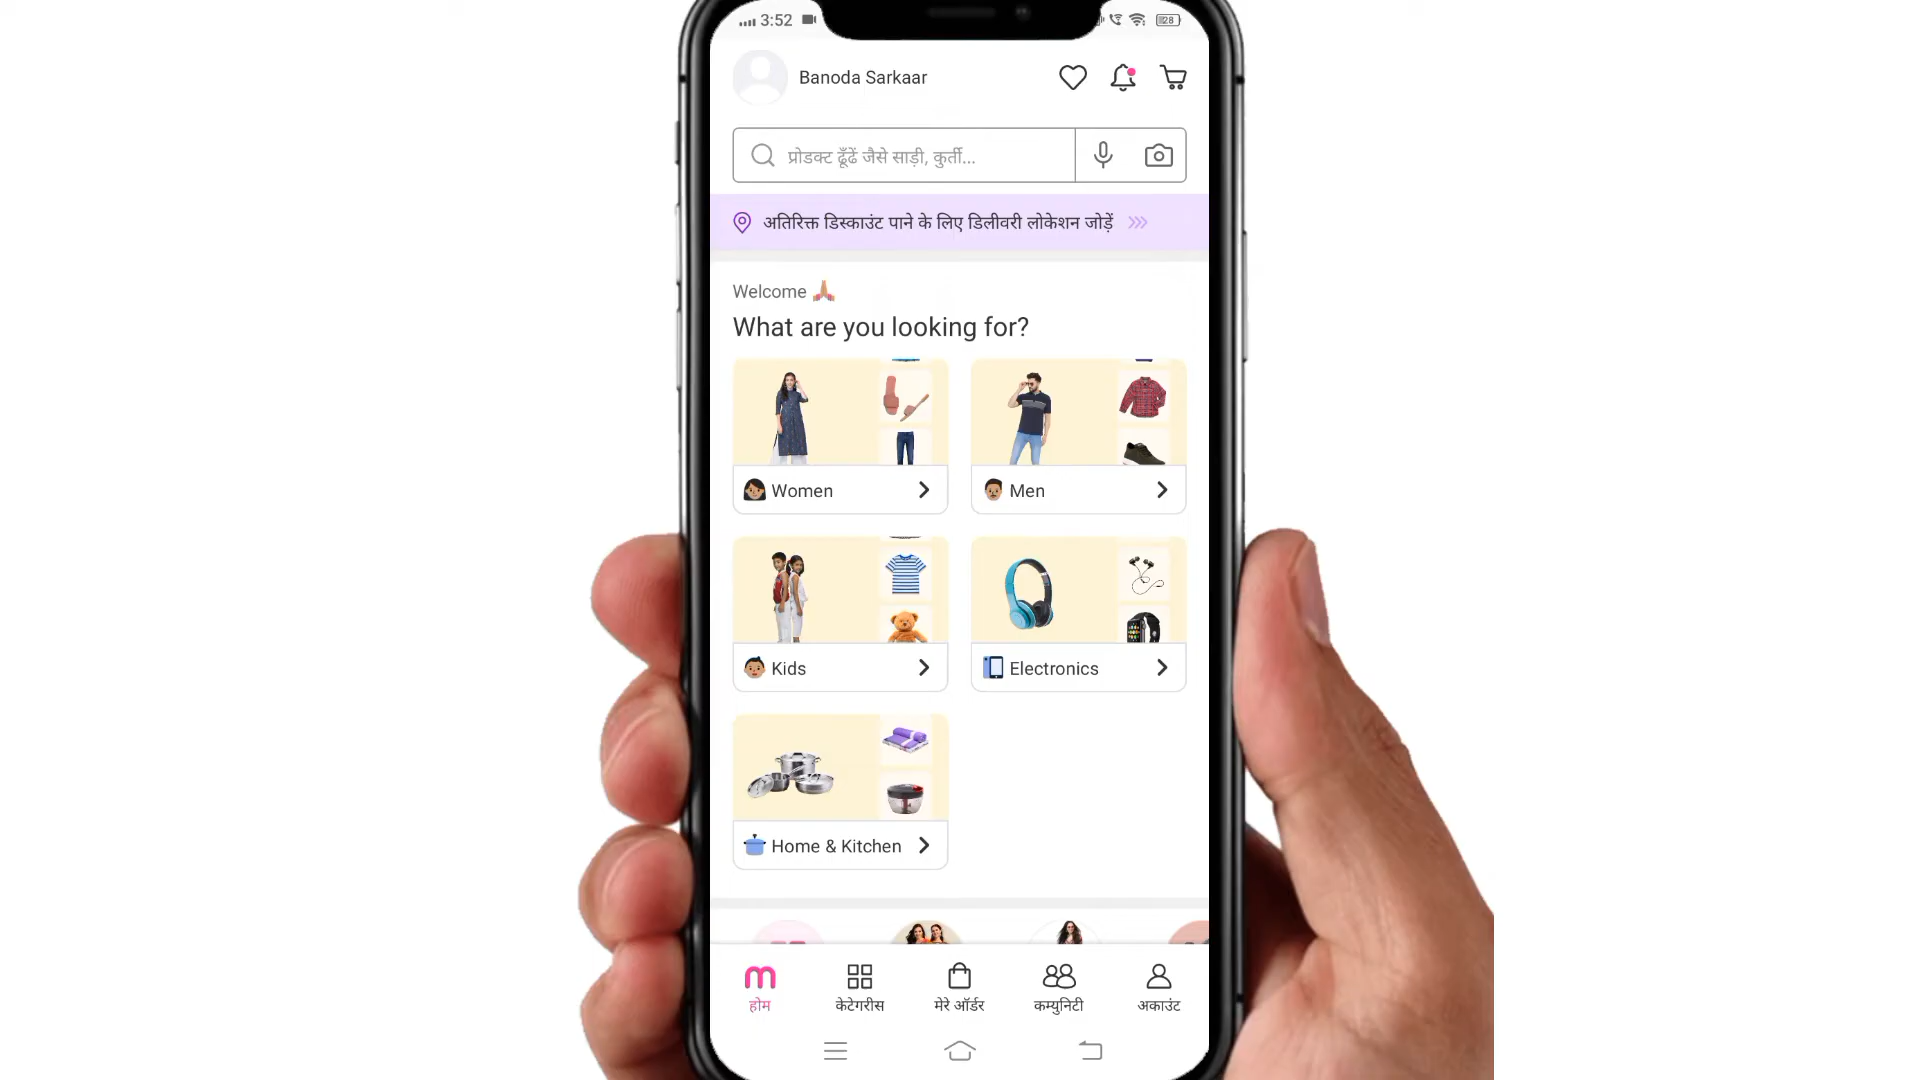 3:52
28
Banoda Sarkaar
प्रोडक्ट ढूँढें जैसे साड़ी, कुर्ती...
अतिरिक्त डिस्काउंट पाने के लिए डिलीवरी लोकेशन जोड़ें
Welcome
What are you looking for?
Women
Men
Kids
Electronics
Home & Kitchen
होम
केटेगरीस
मेरे ऑर्डर
कम्युनिटी
अकाउंट